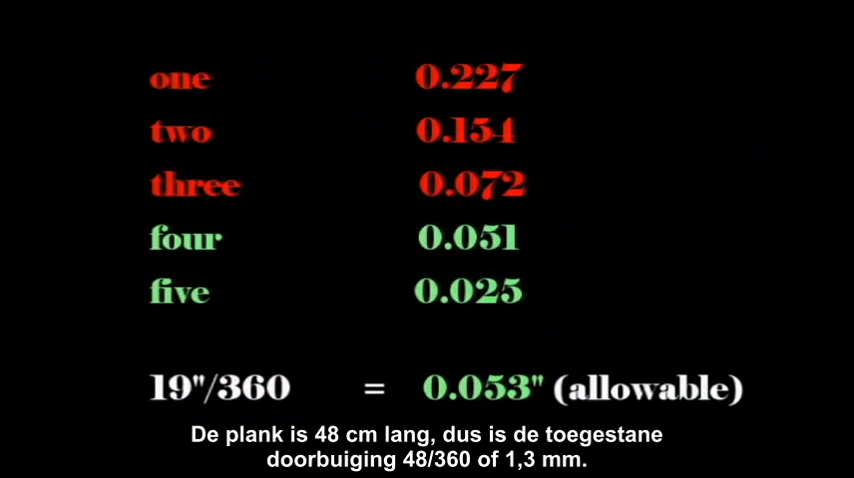 one 0.227
two 0.154
three 0.072
four 0.051
five 0.025
19"/360 = 0.053" (allowable)
De plank is 48 cm lang, dus is de toegestane
doorbuiging 48/360 of 1,3 mm.